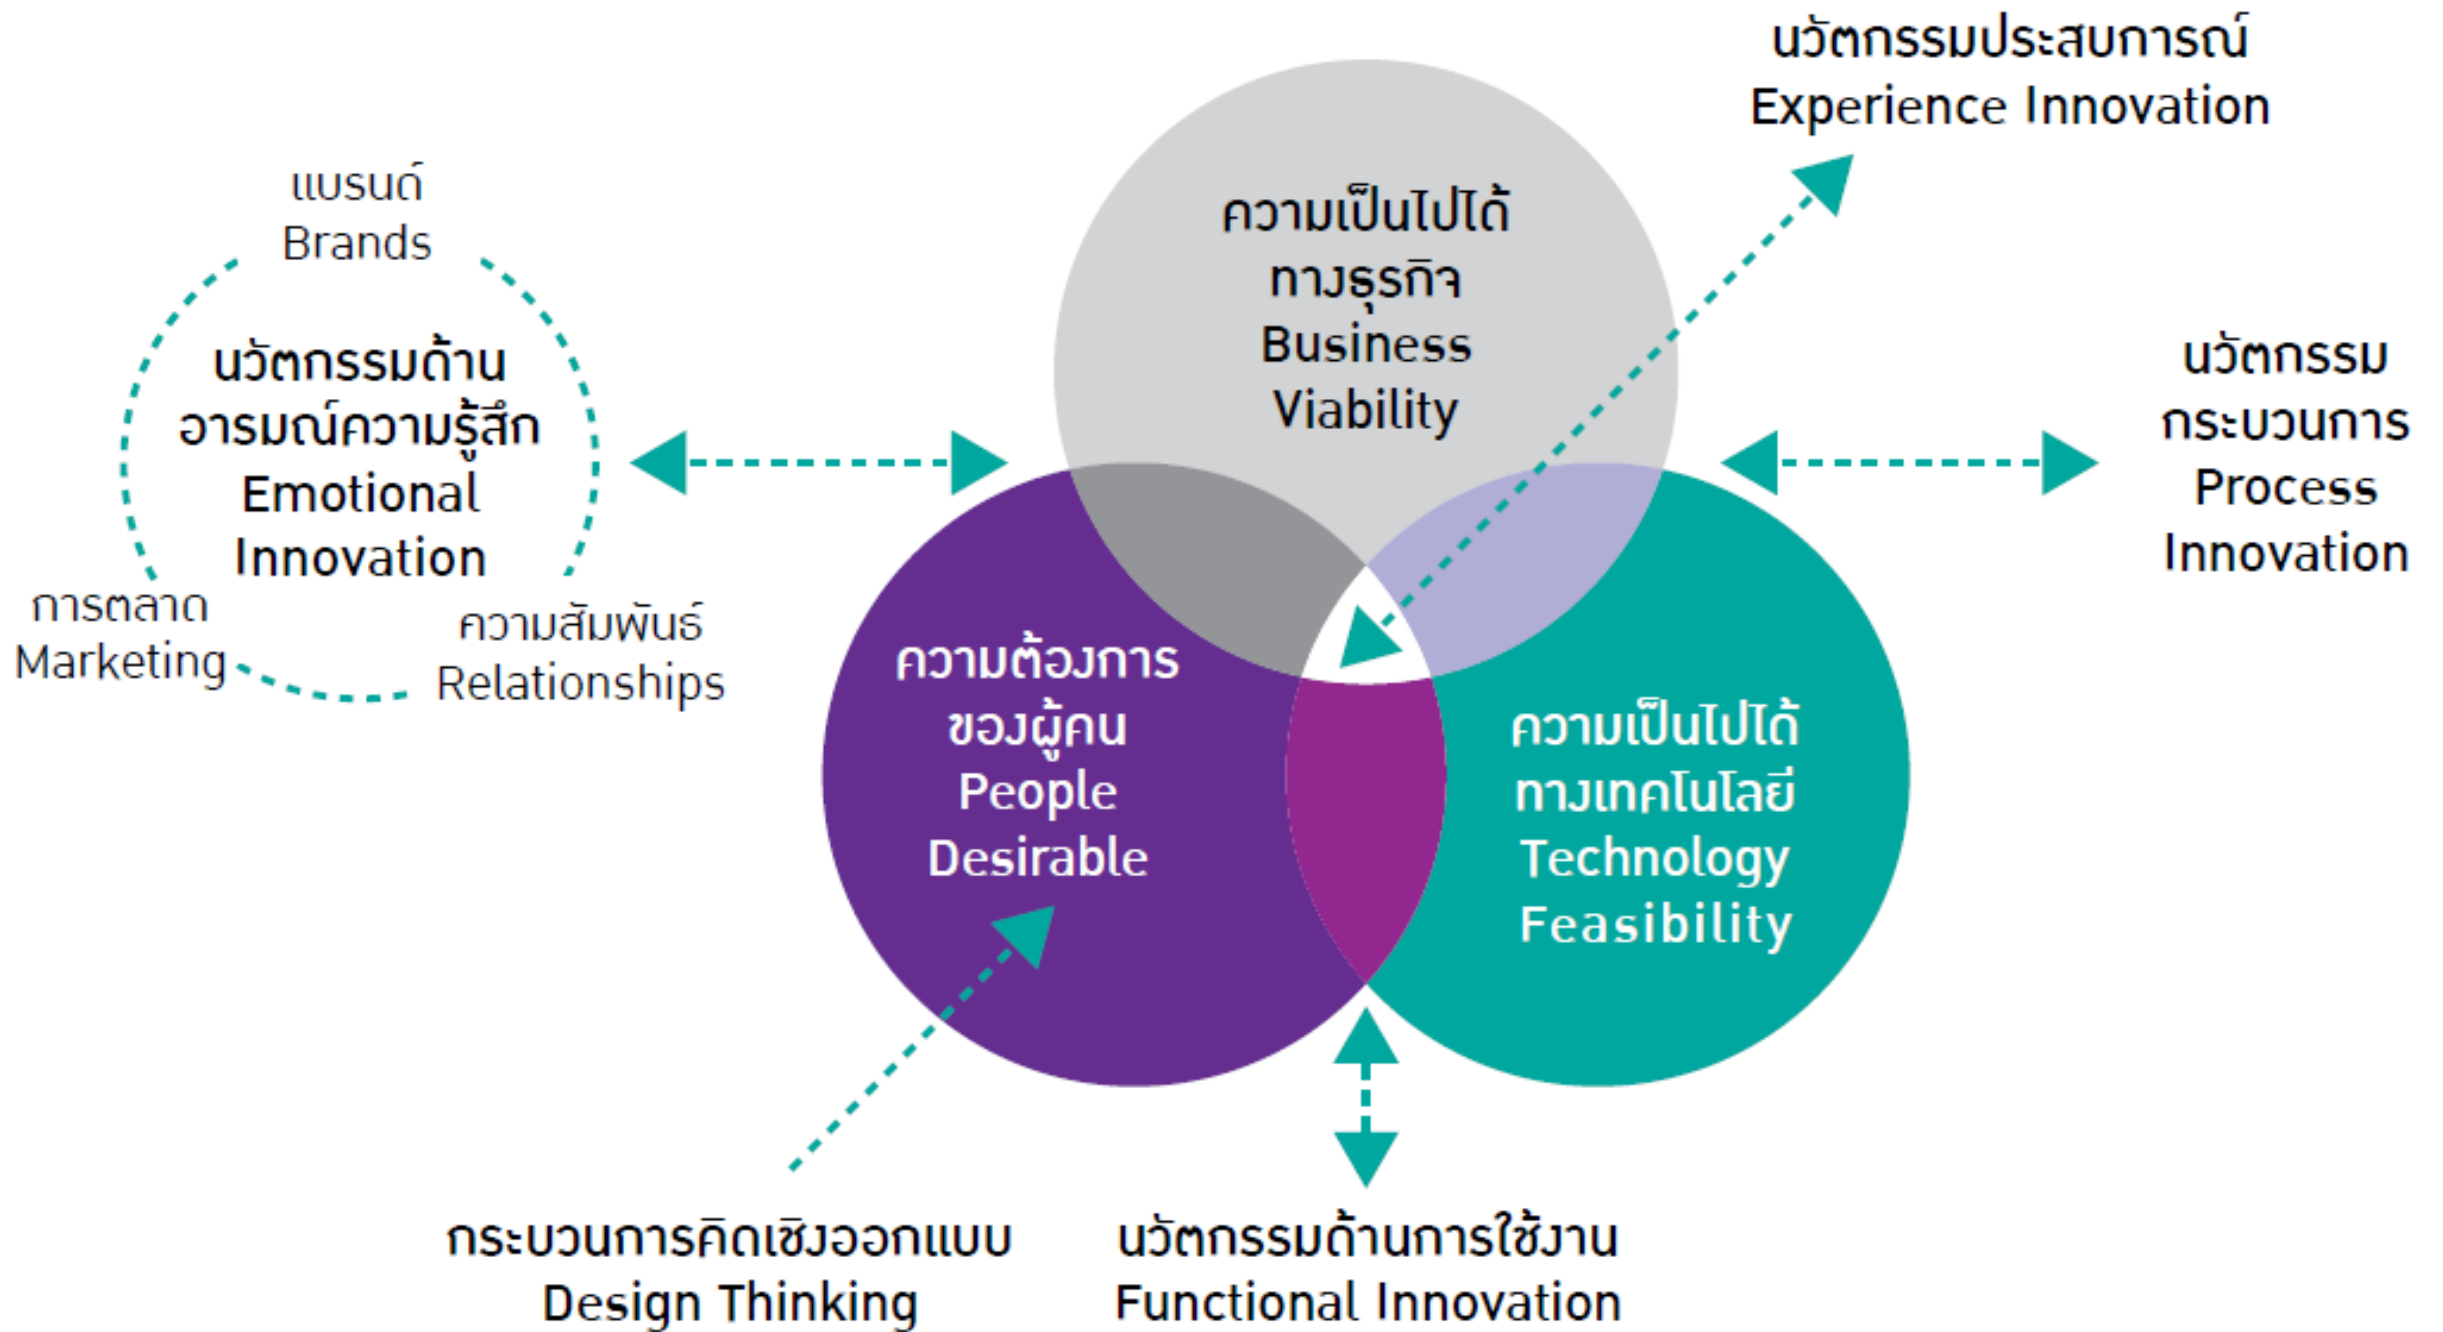 นวัตกรรมประสบการณ์
Experience Innovation
แบรนด์
Brands
นวัตกรรมด้าน
อารมณ์ความรู้สึก
Emotional
Innovation
การตลาด
Marketing
ความสัมพันธ์
Relationships
ความเป็นไปได้
ทางธุรกิจ
Business
Viability
นวัตกรรม
กระบวนการ
Process
Innovation
ความต้องการ
ของผู้คน
People
Desirable
ความเป็นไปได้
ทางเทคโนโลยี
Technology
Feasibility
กระบวนการคิดเชิงออกแบบ
Design Thinking
นวัตกรรมด้านการใช้งาน
Functional Innovation